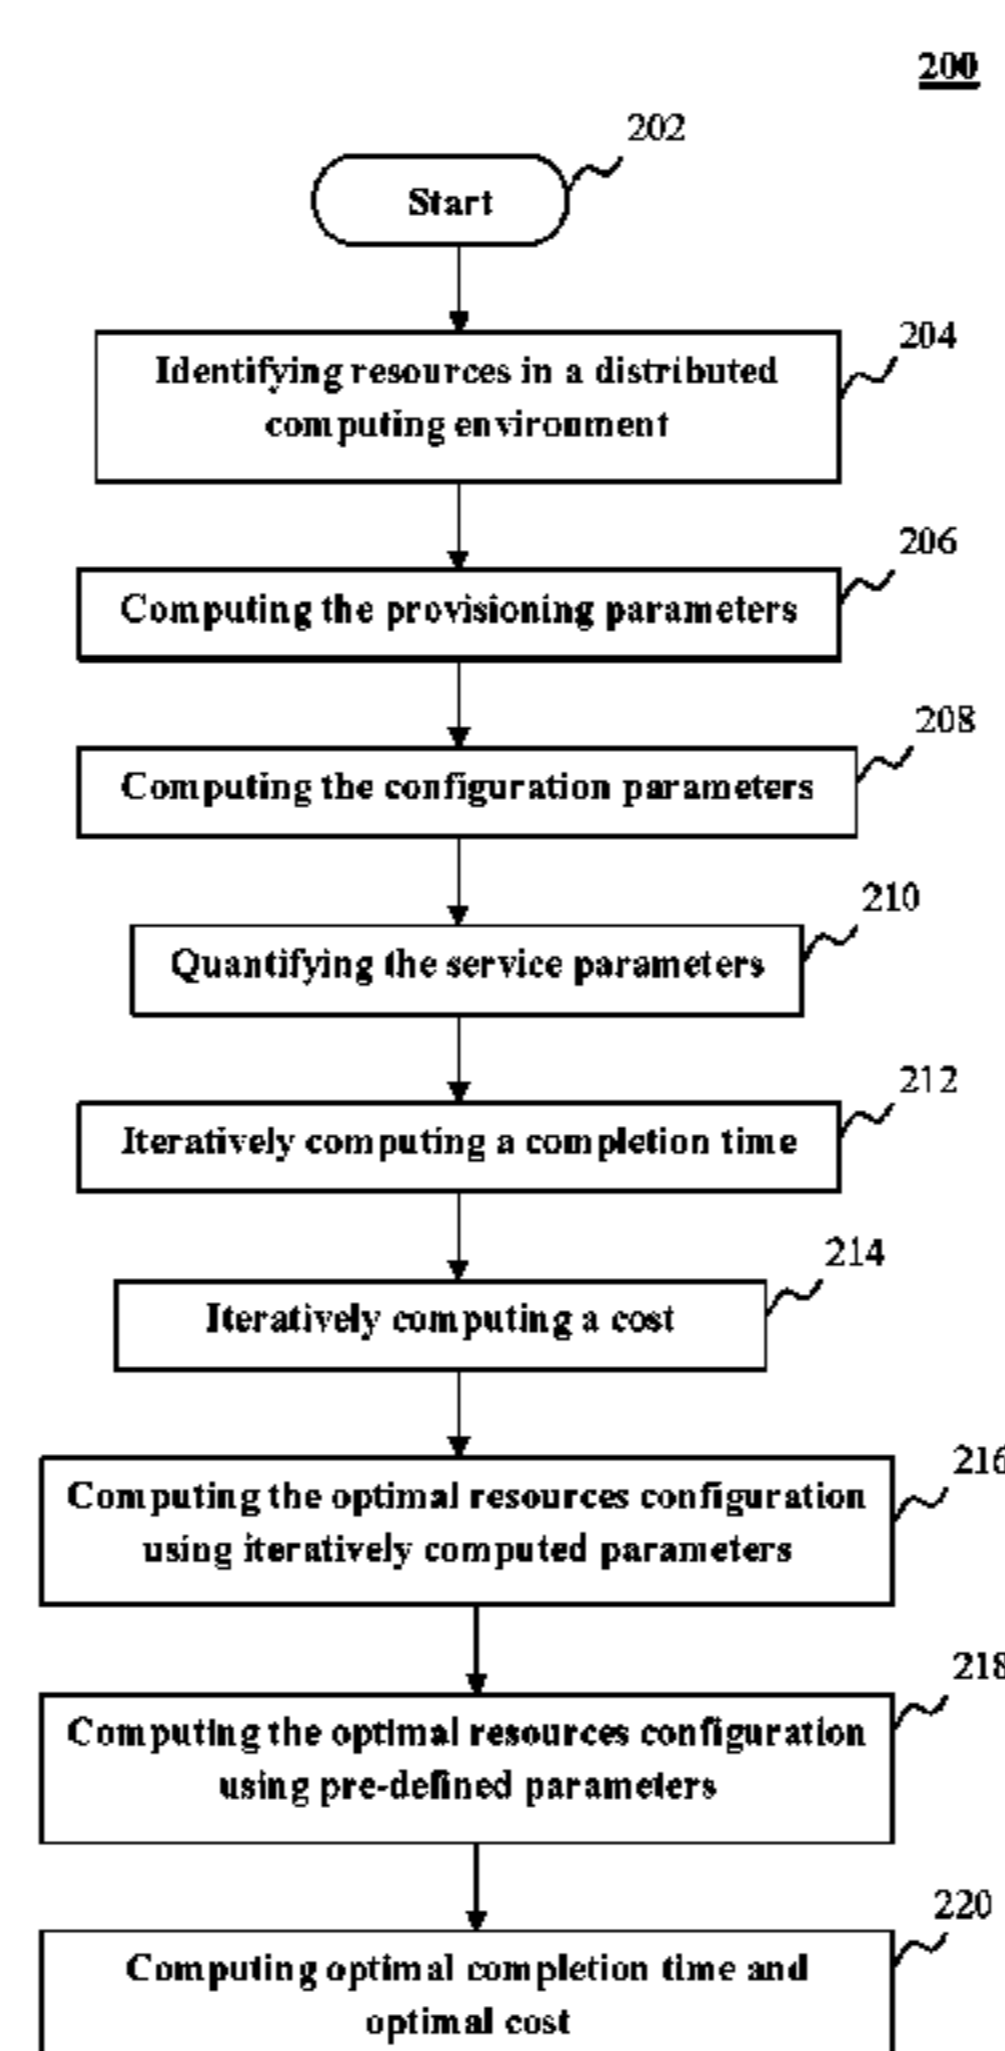 200
202
Start
204
Identifying resources in a distributed
computing environment
206
Computing the provisioning parameters
208
Computing the configuration parameters
210
Quantifying the service parameters
212
Iteratively computing a completion time
214
Iteratively computing a cost
216
Computing the optimal resources configuration
using iteratively computed parameters
218
Computing the optimal resources configuration
using pre-defined parameters
220
Computing optimal completion time and
optimal cost